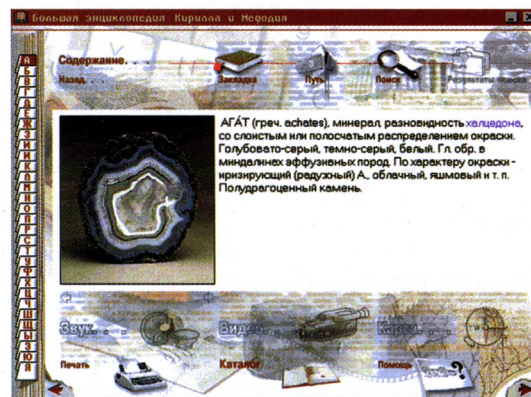 Большая энциклопедия Кирилла и Мефодия
Содержание. . .
Назад. . .
Закладка
Путь
Поиск
Результаты поиска
А
Б
В
Г
Д
Е
Ж
З
И
К
Л
М
Н
О
П
Р
С
Т
У
Ф
Х
Ц
Ч
Ш
Щ
Ы
Э
Ю
Я
АГА́Т (греч. achates), минерал, разновидность халцедона,
со слоистым или полосчатым распределением окраски.
Голубовато-серый, темно-серый, белый. Гл. обр. в
миндалинах эффузивных пород. По характеру окраски -
иризирующий (радужный) А., облачный, яшмовый и т. п.
Полудрагоценный камень.
Звук. . .
Видео. . .
Карта. . .
Печать
Каталог
Помощь